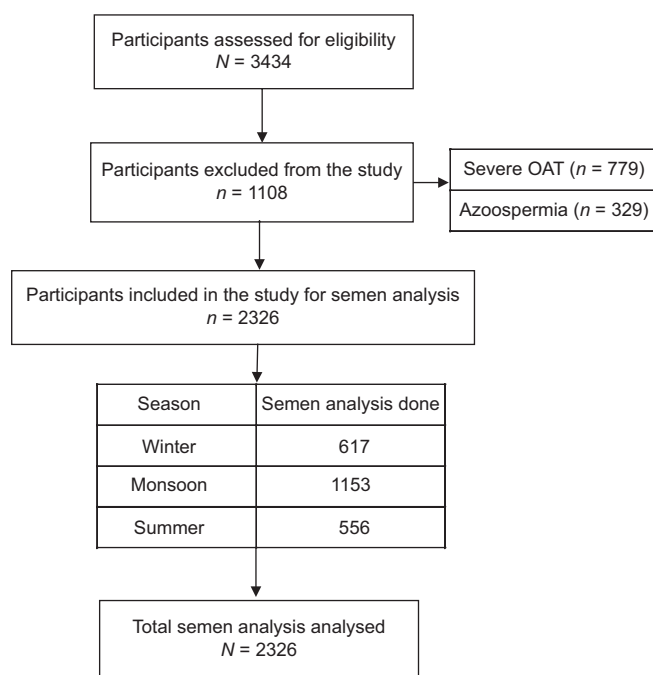 Participants assessed for eligibility
N = 3434
Participants excluded from the study
n = 1108
Severe OAT (n = 779)
Azoospermia (n = 329)
Participants included in the study for semen analysis
n = 2326
Season Semen analysis done
Winter 617
Monsoon 1153
Summer 556
Total semen analysis analysed
N = 2326